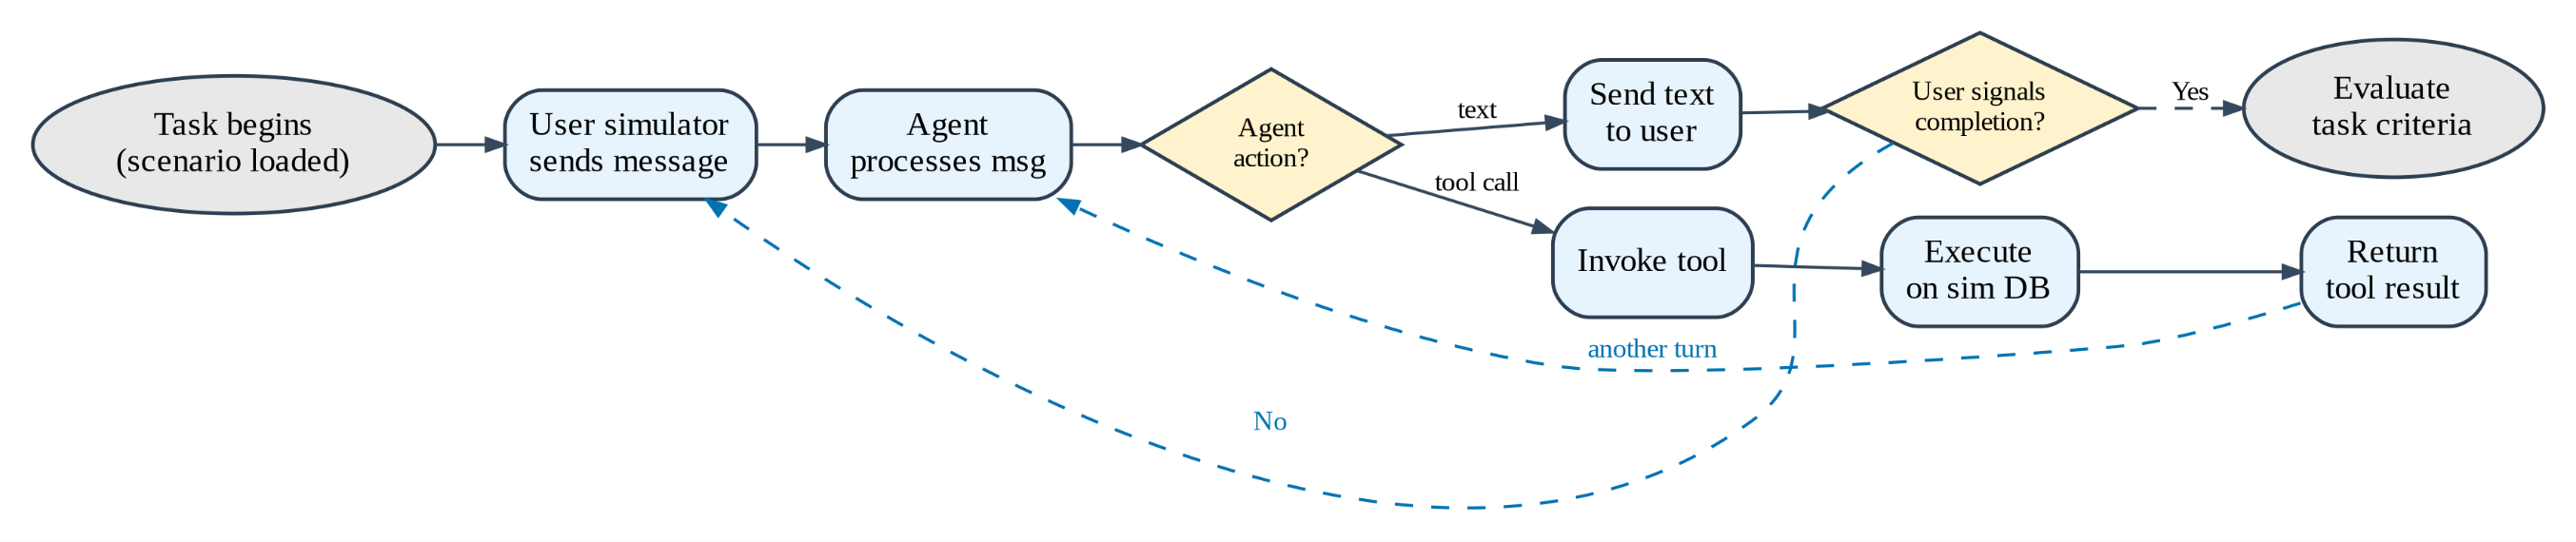 Task begins
(scenario loaded)
User simulator
sends message
Agent
processes msg
Agent
action?
text
Send text
to user
User signals
completion?
Yes
Evaluate
task criteria
tool call
Invoke tool
Execute
on sim DB
Return
tool result
another turn
No